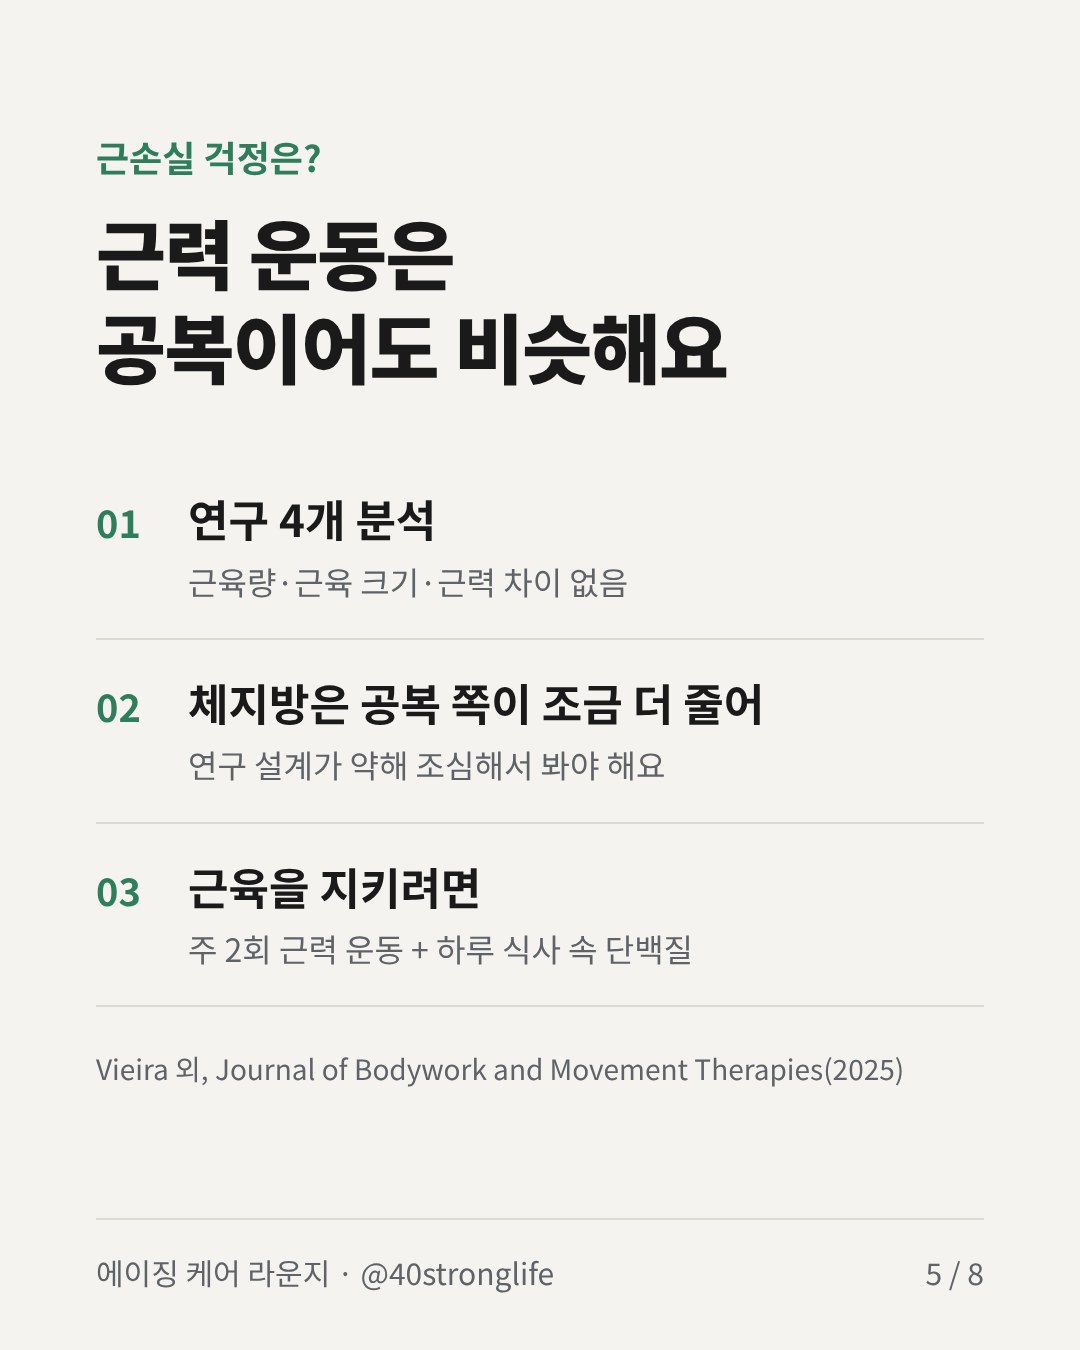 근손실 걱정은?
근력 운동은
공복이어도 비슷해요
01 연구 4개 분석
근육량·근육 크기·근력 차이 없음
02 체지방은 공복 쪽이 조금 더 줄어
연구 설계가 약해 조심해서 봐야 해요
03 근육을 지키려면
주 2회 근력 운동 + 하루 식사 속 단백질
Vieira 외, Journal of Bodywork and Movement Therapies(2025)
에이징 케어 라운지 · @40stronglife 5 / 8